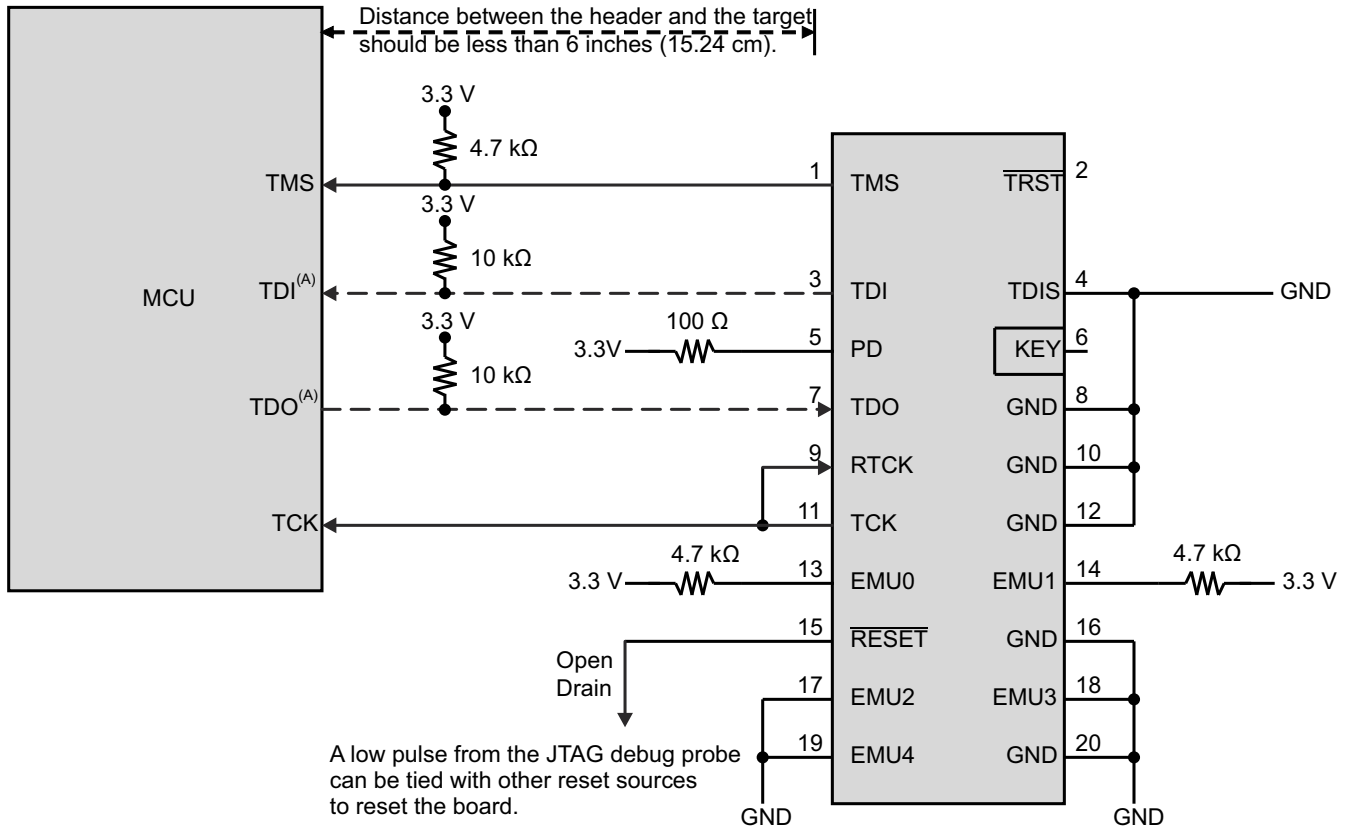 Distance between the header and the target
should be less than 6 inches (15.24 cm).
3.3 V
4.7 kΩ
TMS
1
TMS
TRST
2
3.3 V
10 kΩ
MCU
TDI(A)
3
TDI
TDIS
4
GND
3.3 V
100 Ω
3.3V
5
PD
KEY
6
10 kΩ
TDO(A)
7
TDO
GND
8
9
RTCK
GND
10
TCK
11
TCK
GND
12
4.7 kΩ
3.3 V
13
EMU0
EMU1
14
4.7 kΩ
3.3 V
15
RESET
GND
16
Open
Drain
17
EMU2
EMU3
18
A low pulse from the JTAG debug probe
can be tied with other reset sources
to reset the board.
19
EMU4
GND
20
GND
GND